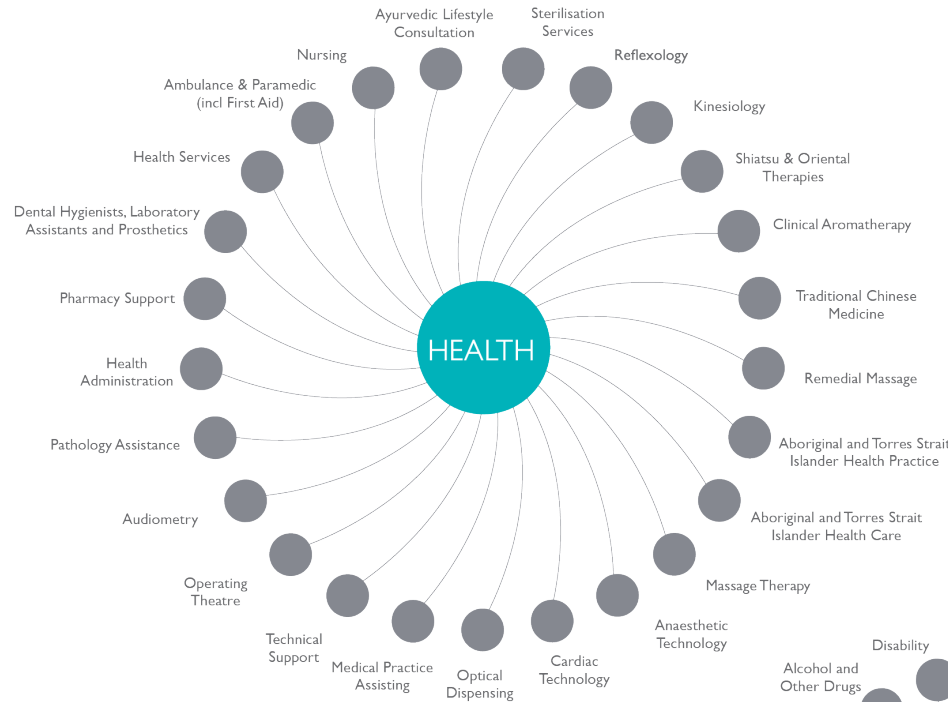 Ayurvedic Lifestyle
Consultation
Sterilisation
Services
Nursing
Reflexology
Ambulance & Paramedic
(incl First Aid)
Kinesiology
Health Services
Shiatsu & Oriental
Therapies
Dental Hygienists, Laboratory
Assistants and Prosthetics
Clinical Aromatherapy
Pharmacy Support
Traditional Chinese
Medicine
HEALTH
Health
Administration
Remedial Massage
Pathology Assistance
Aboriginal and Torres Strait
Islander Health Practice
Audiometry
Aboriginal and Torres Strait
Islander Health Care
Operating
Theatre
Massage Therapy
Technical
Support
Anaesthetic
Technology
Medical Practice
Assisting
Optical
Dispensing
Cardiac
Technology
Disability
Alcohol and
Other Drugs